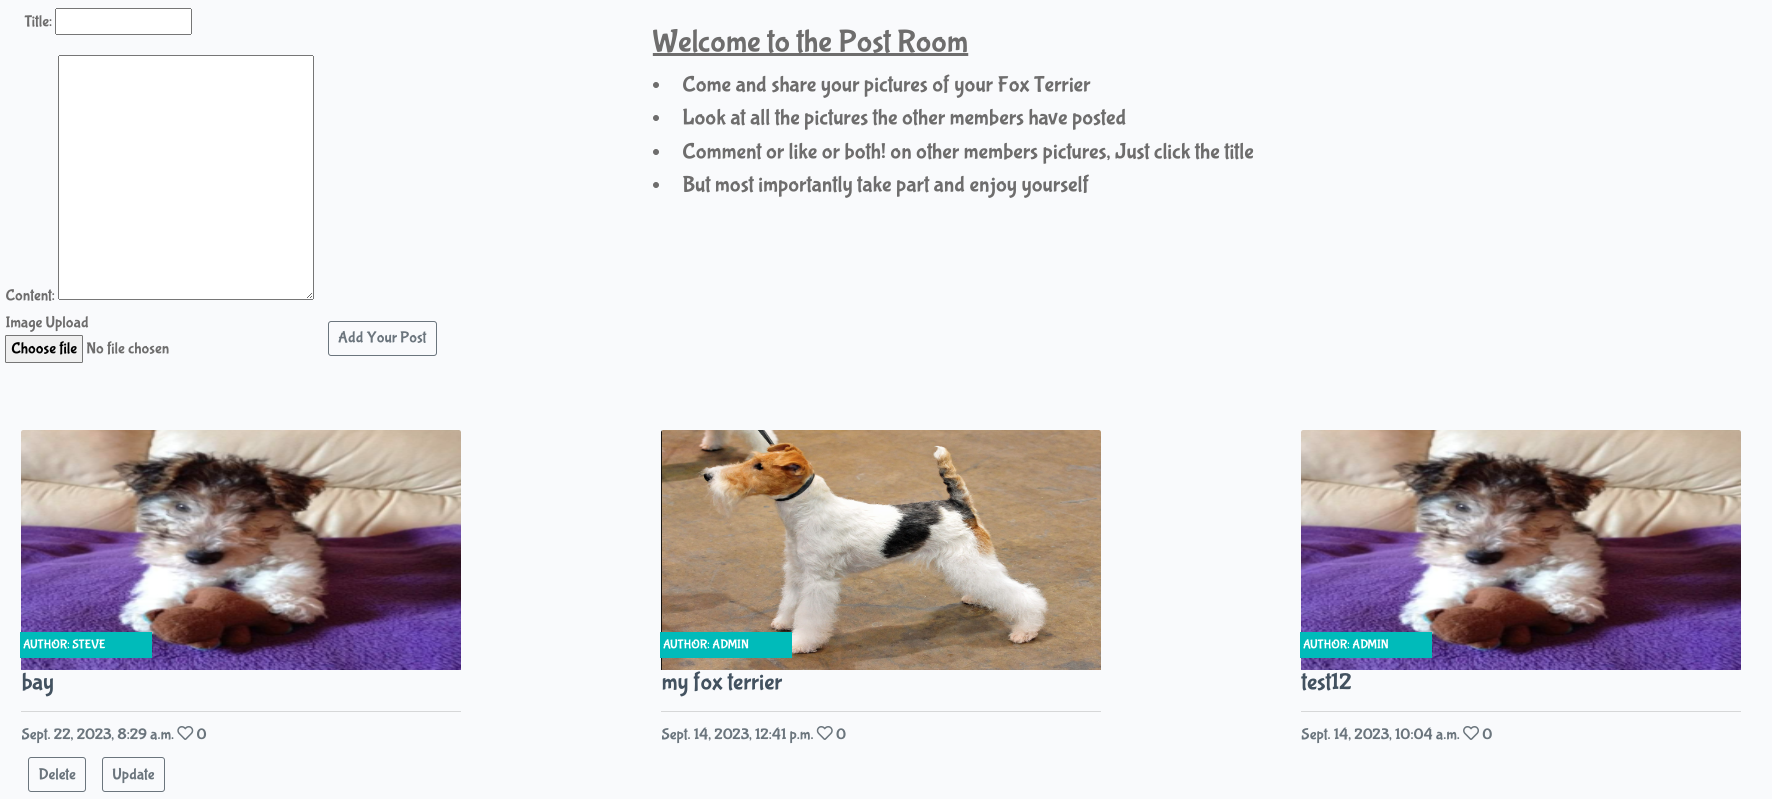 Title:
Content:
Image Upload
Choose file No file chosen
Add Your Post
Welcome to the Post Room
• Come and share your pictures of your Fox Terrier
• Look at all the pictures the other members have posted
• Comment or like or both! on other members pictures, Just click the title
• But most importantly take part and enjoy yourself
AUTHOR: STEVE
bay
Sept. 22, 2023, 8:29 a.m. 0
Delete Update
AUTHOR: ADMIN
my fox terrier
Sept. 14, 2023, 12:41 p.m. 0
AUTHOR: ADMIN
test12
Sept. 14, 2023, 10:04 a.m. 0